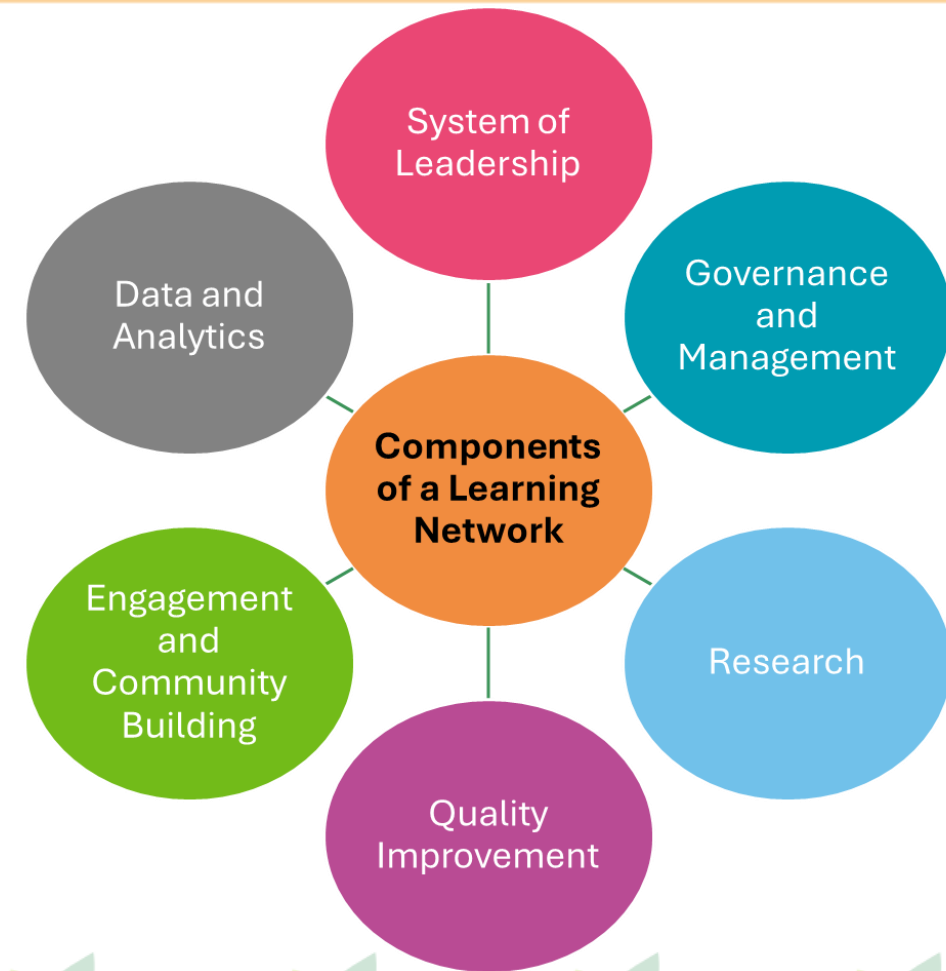 System of
Leadership
Governance
and
Management
Data and
Analytics
Components
of a Learning
Network
Engagement
and
Community
Building
Research
Quality
Improvement